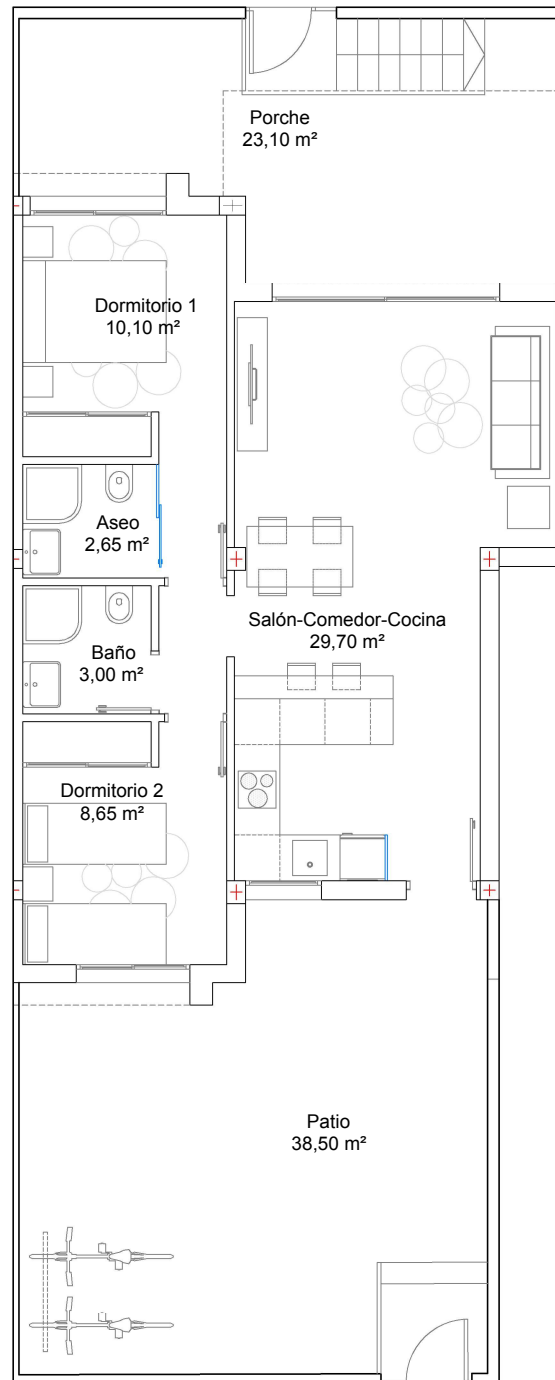 Porche
23,10 m²
Dormitorio 1
10,10 m²
Aseo
2,65 m²
Salón-Comedor-Cocina
29,70 m²
Baño
3,00 m²
Dormitorio 2
8,65 m²
Patio
38,50 m²